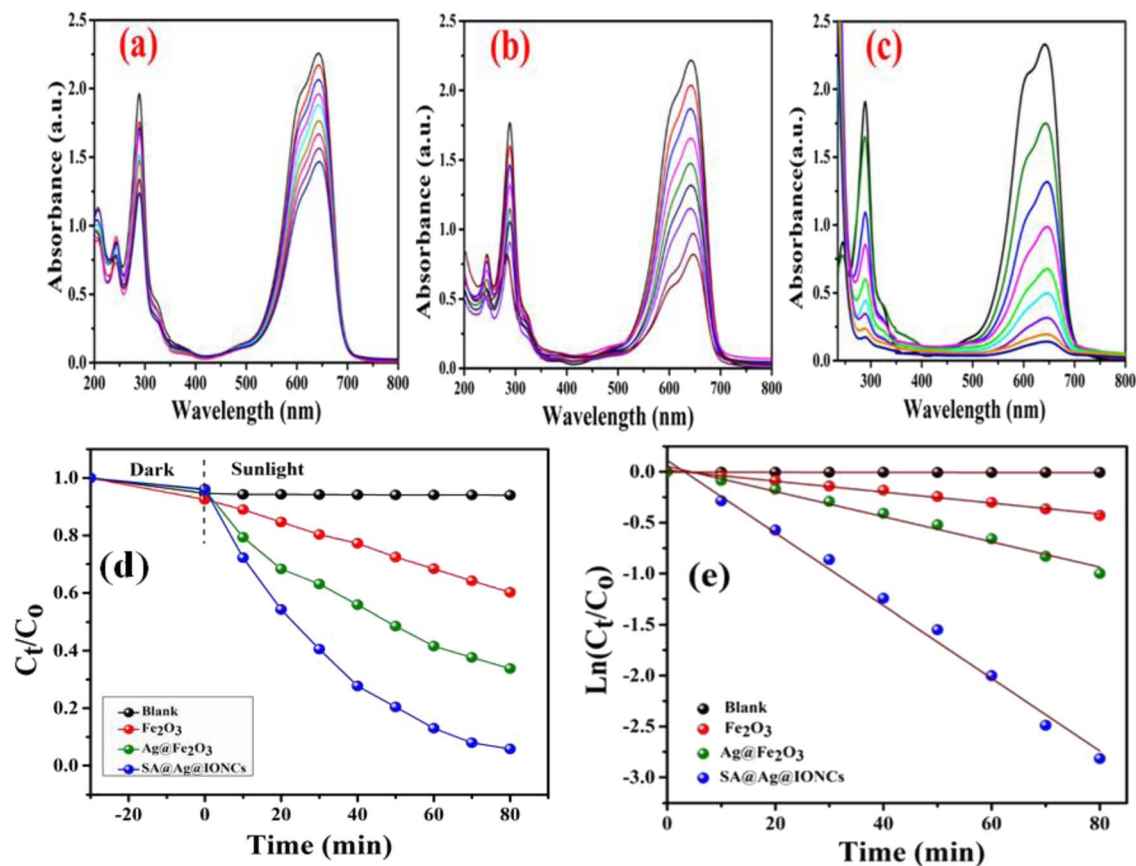 (a)
Absorbance (a.u.)
2.5
2.0
1.5
1.0
0.5
0.0
200 300 400 500 600 700 800
Wavelength (nm)
(b)
Absorbance (a.u.)
2.5
2.0
1.5
1.0
0.5
0.0
200 300 400 500 600 700 800
Wavelength (nm)
(c)
Absorbance(a.u.)
2.5
2.0
1.5
1.0
0.5
0.0
300 400 500 600 700 800
Wavelength (nm)
Dark Sunlight
(d)
Ct/Co
1.0
0.8
0.6
0.4
0.2
0.0
Blank
Fe₂O₃
Ag@Fe₂O₃
SA@Ag@IONCs
-20 0 20 40 60 80
Time (min)
(e)
Ln(Ct/Co)
0.0
-0.5
-1.0
-1.5
-2.0
-2.5
-3.0
Blank
Fe₂O₃
Ag@Fe₂O₃
SA@Ag@IONCs
0 20 40 60 80
Time (min)